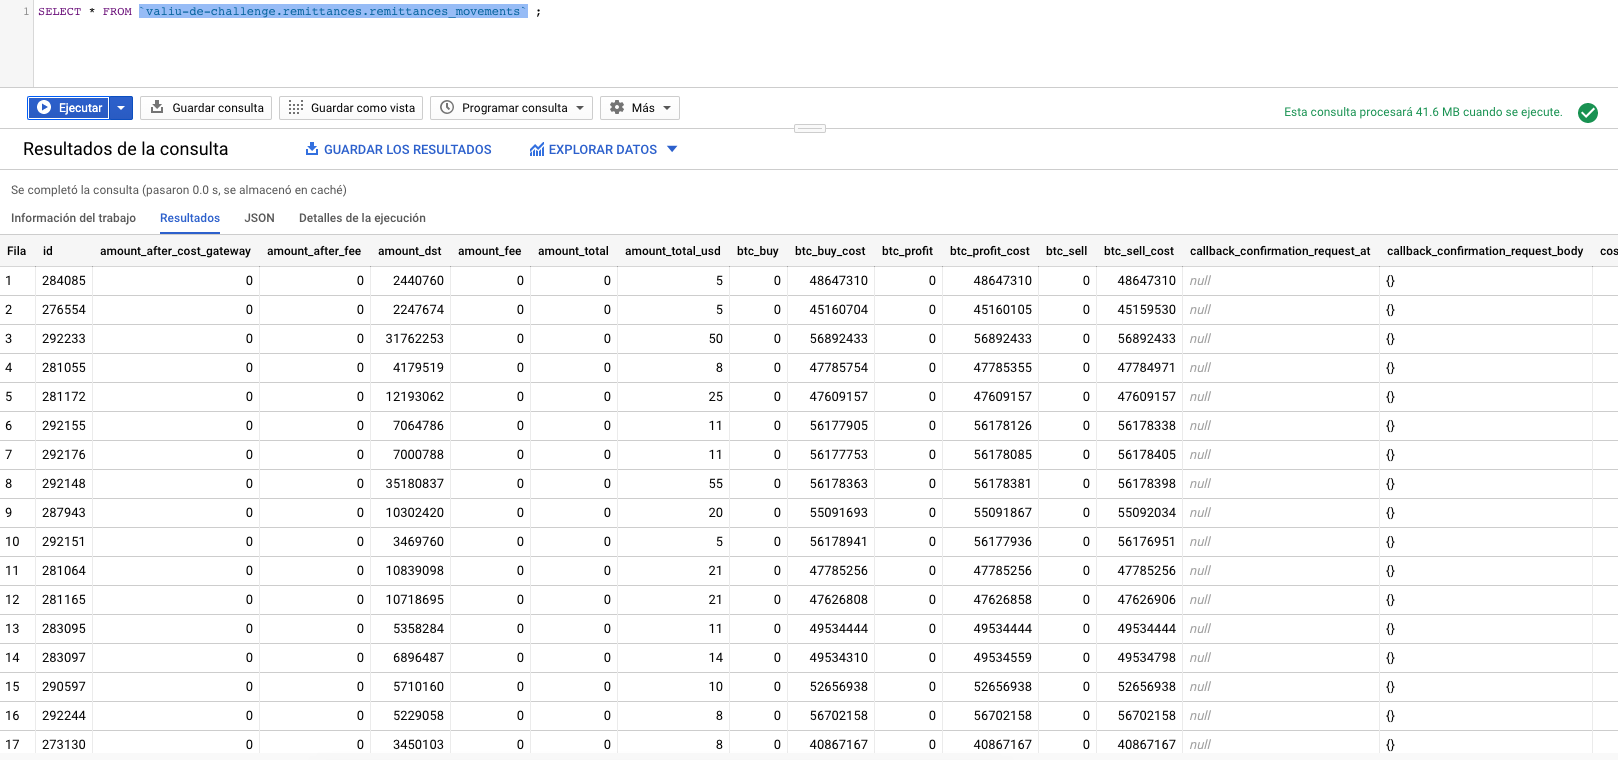 1 SELECT * FROM `valiu-de-challenge.remittances.remittances_movements` ;
Ejecutar Guardar consulta Guardar como vista Programar consulta Más Esta consulta procesará 41.6 MB cuando se ejecute.
Resultados de la consulta GUARDAR LOS RESULTADOS EXPLORAR DATOS
Se completó la consulta (pasaron 0.0 s, se almacenó en caché)
Información del trabajo Resultados JSON Detalles de la ejecución
Fila id amount_after_cost_gateway amount_after_fee amount_dst amount_fee amount_total amount_total_usd btc_buy btc_buy_cost btc_profit btc_profit_cost btc_sell btc_sell_cost callback_confirmation_request_at callback_confirmation_request_body cos
1 284085 0 0 2440760 0 0 5 0 48647310 0 48647310 0 48647310 null {}
2 276554 0 0 2247674 0 0 5 0 45160704 0 45160105 0 45159530 null {}
3 292233 0 0 31762253 0 0 50 0 56892433 0 56892433 0 56892433 null {}
4 281055 0 0 4179519 0 0 8 0 47785754 0 47785355 0 47784971 null {}
5 281172 0 0 12193062 0 0 25 0 47609157 0 47609157 0 47609157 null {}
6 292155 0 0 7064786 0 0 11 0 56177905 0 56178126 0 56178338 null {}
7 292176 0 0 7000788 0 0 11 0 56177753 0 56178085 0 56178405 null {}
8 292148 0 0 35180837 0 0 55 0 56178363 0 56178381 0 56178398 null {}
9 287943 0 0 10302420 0 0 20 0 55091693 0 55091867 0 55092034 null {}
10 292151 0 0 3469760 0 0 5 0 56178941 0 56177936 0 56176951 null {}
11 281064 0 0 10839098 0 0 21 0 47785256 0 47785256 0 47785256 null {}
12 281165 0 0 10718695 0 0 21 0 47626808 0 47626858 0 47626906 null {}
13 283095 0 0 5358284 0 0 11 0 49534444 0 49534444 0 49534444 null {}
14 283097 0 0 6896487 0 0 14 0 49534310 0 49534559 0 49534798 null {}
15 290597 0 0 5710160 0 0 10 0 52656938 0 52656938 0 52656938 null {}
16 292244 0 0 5229058 0 0 8 0 56702158 0 56702158 0 56702158 null {}
17 273130 0 0 3450103 0 0 8 0 40867167 0 40867167 0 40867167 null {}